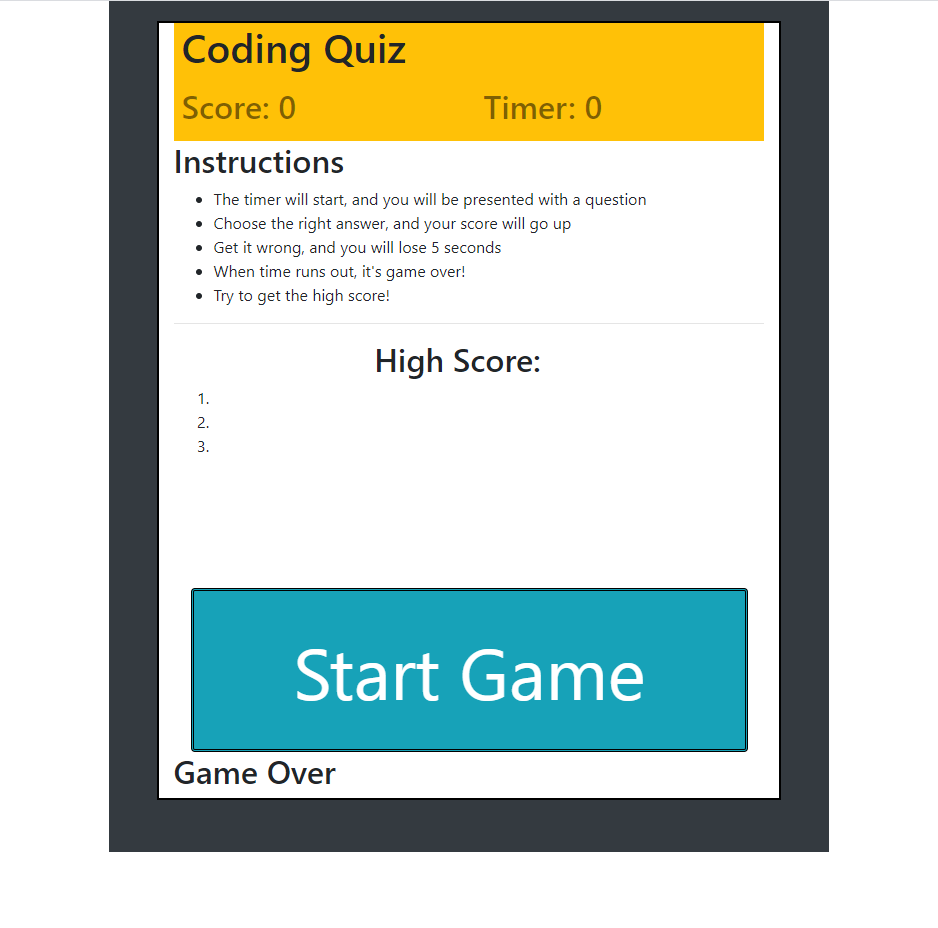 Coding Quiz
Score: 0 Timer: 0
Instructions
The timer will start, and you will be presented with a question
Choose the right answer, and your score will go up
Get it wrong, and you will lose 5 seconds
When time runs out, it's game over!
Try to get the high score!
High Score:
1.
2.
3.
Start Game
Game Over